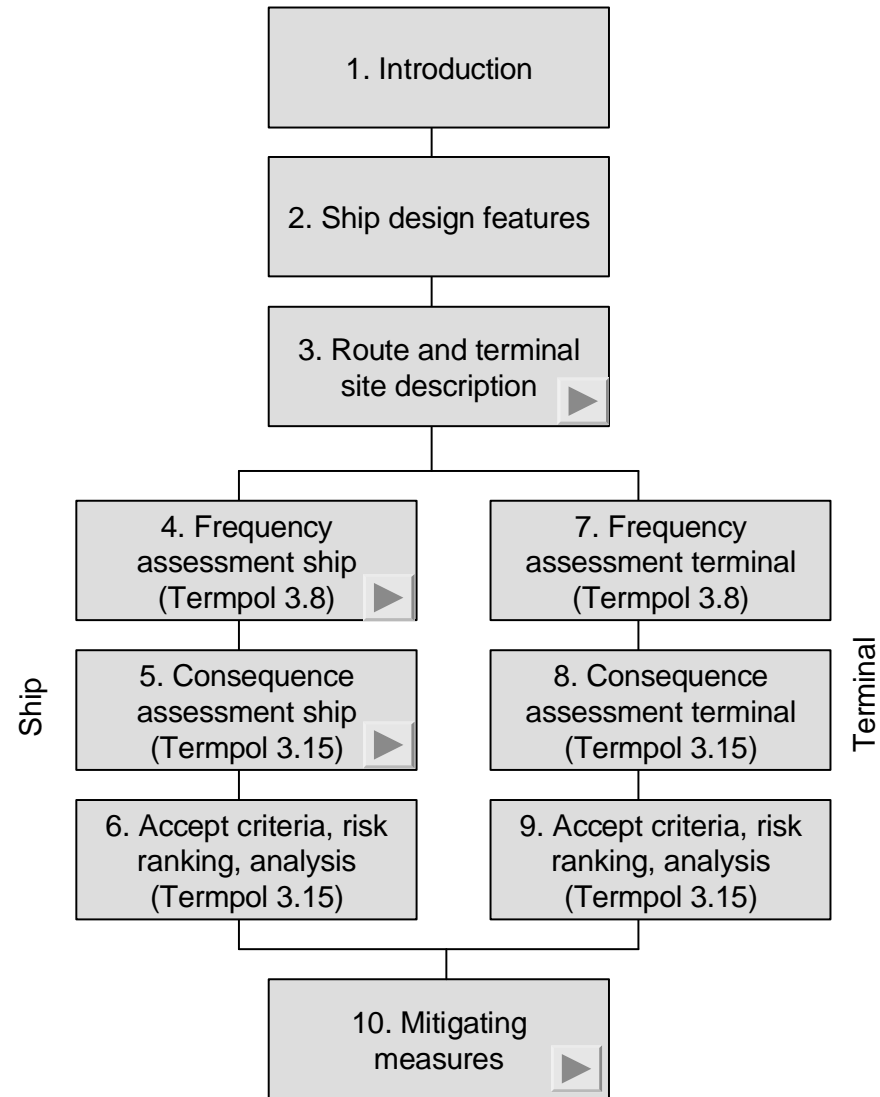 1. Introduction
2. Ship design features
3. Route and terminal
site description
4. Frequency
assessment ship
(Termpol 3.8)
7. Frequency
assessment terminal
(Termpol 3.8)
Ship
5. Consequence
assessment ship
(Termpol 3.15)
8. Consequence
assessment terminal
(Termpol 3.15)
Terminal
6. Accept criteria, risk
ranking, analysis
(Termpol 3.15)
9. Accept criteria, risk
ranking, analysis
(Termpol 3.15)
10. Mitigating
measures